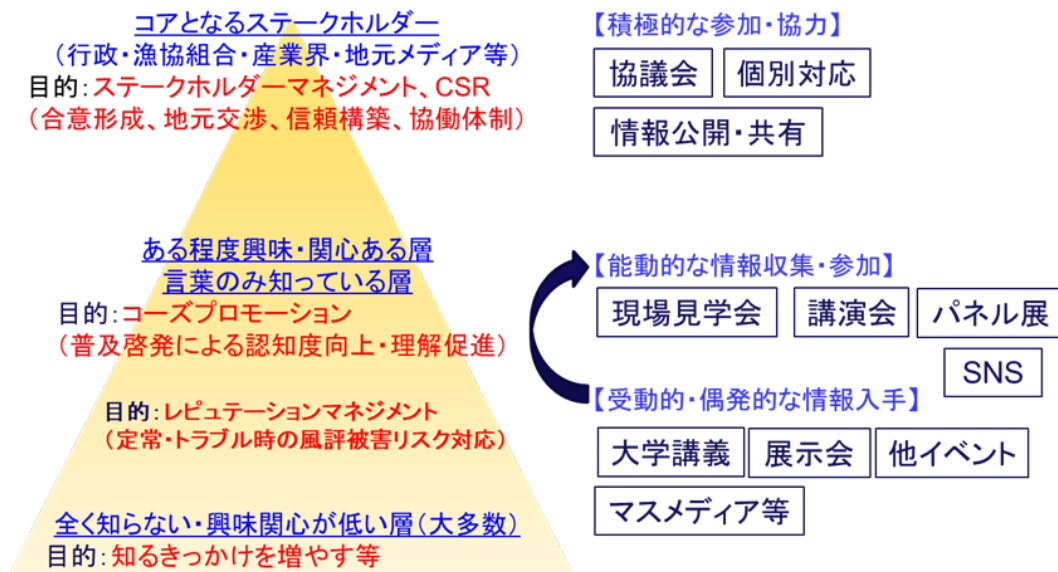 コアとなるステークホルダー
（行政・漁協組合・産業界・地元メディア等）
目的：ステークホルダーマネジメント、CSR
（合意形成、地元交渉、信頼構築、協働体制）
ある程度興味・関心ある層
言葉のみ知っている層
目的：コーズプロモーション
（普及啓発による認知度向上・理解促進）
目的：レピュテーションマネジメント
（定常・トラブル時の風評被害リスク対応）
全く知らない・興味関心が低い層（大多数）
目的：知るきっかけを増やす等
【積極的な参加・協力】
協議会 個別対応
情報公開・共有
【能動的な情報収集・参加】
現場見学会 講演会 パネル展
SNS
【受動的・偶発的な情報入手】
大学講義 展示会 他イベント
マスメディア等